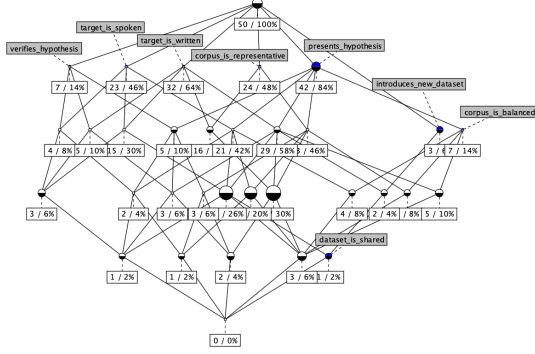 50 / 100%
target_is_spoken
verifies_hypothesis
target_is_written
presents_hypothesis
corpus_is_representative
introduces_new_dataset
7 / 14%
23 / 46%
32 / 64%
24 / 48%
42 / 84%
corpus_is_balanced
4 / 8%
5 / 10%
15 / 30%
5 / 10%
16 /
21 / 42%
29 / 58%
/ 46%
3 /
7 / 14%
3 / 6%
2 / 4%
3 / 6%
3 / 6%
/ 26%
/ 20%
30%
4 / 8%
2 / 4%
/ 8%
5 / 10%
dataset_is_shared
1 / 2%
1 / 2%
2 / 4%
3 / 6%
1 / 2%
0 / 0%